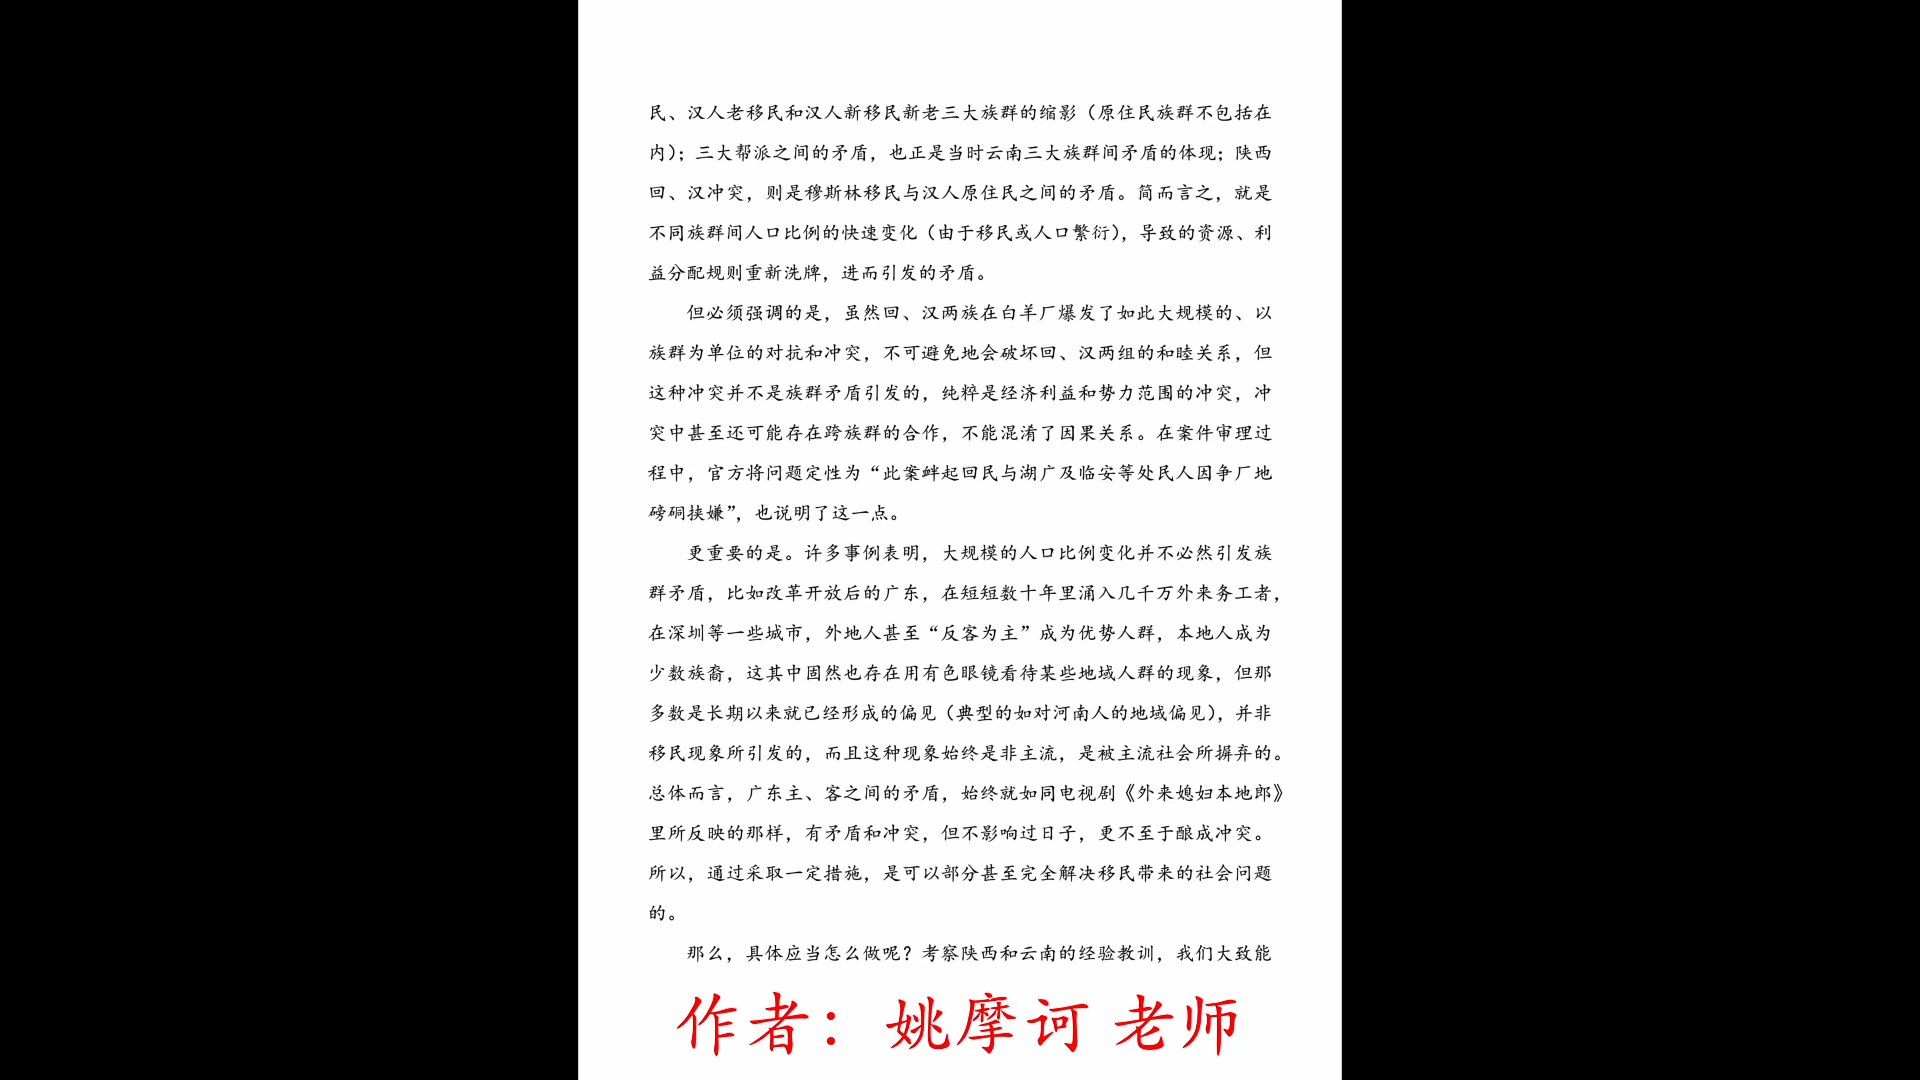 民、汉人老移民和汉人新移民新老三大族群的缩影（原住民族群不包括在
内）；三大帮派之间的矛盾，也正是当时云南三大族群间矛盾的体现；陕西
回、汉冲突，则是穆斯林移民与汉人原住民之间的矛盾。简而言之，就是
不同族群间人口比例的快速变化（由于移民或人口繁衍），导致的资源、利
益分配规则重新洗牌，进而引发的矛盾。
但必须强调的是，虽然回、汉两族在白羊厂爆发了如此大规模的、以
族群为单位的对抗和冲突，不可避免地会破坏回、汉两组的和睦关系，但
这种冲突并不是族群矛盾引发的，纯粹是经济利益和势力范围的冲突，冲
突中甚至还可能存在跨族群的合作，不能混淆了因果关系。在案件审理过
程中，官方将问题定性为“此案衅起回民与湖广及临安等处民人因争厂地
磅硐挟嫌”，也说明了这一点。
更重要的是。许多事例表明，大规模的人口比例变化并不必然引发族
群矛盾，比如改革开放后的广东，在短短数十年里涌入几千万外来务工者，
在深圳等一些城市，外地人甚至“反客为主”成为优势人群，本地人成为
少数族裔，这其中固然也存在用有色眼镜看待某些地域人群的现象，但那
多数是长期以来就已经形成的偏见（典型的如对河南人的地域偏见），并非
移民现象所引发的，而且这种现象始终是非主流，是被主流社会所摒弃的。
总体而言，广东主、客之间的矛盾，始终就如同电视剧《外来媳妇本地郎》
里所反映的那样，有矛盾和冲突，但不影响过日子，更不至于酿成冲突。
所以，通过采取一定措施，是可以部分甚至完全解决移民带来的社会问题
的。
那么，具体应当怎么做呢？考察陕西和云南的经验教训，我们大致能
作者：姚摩诃 老师